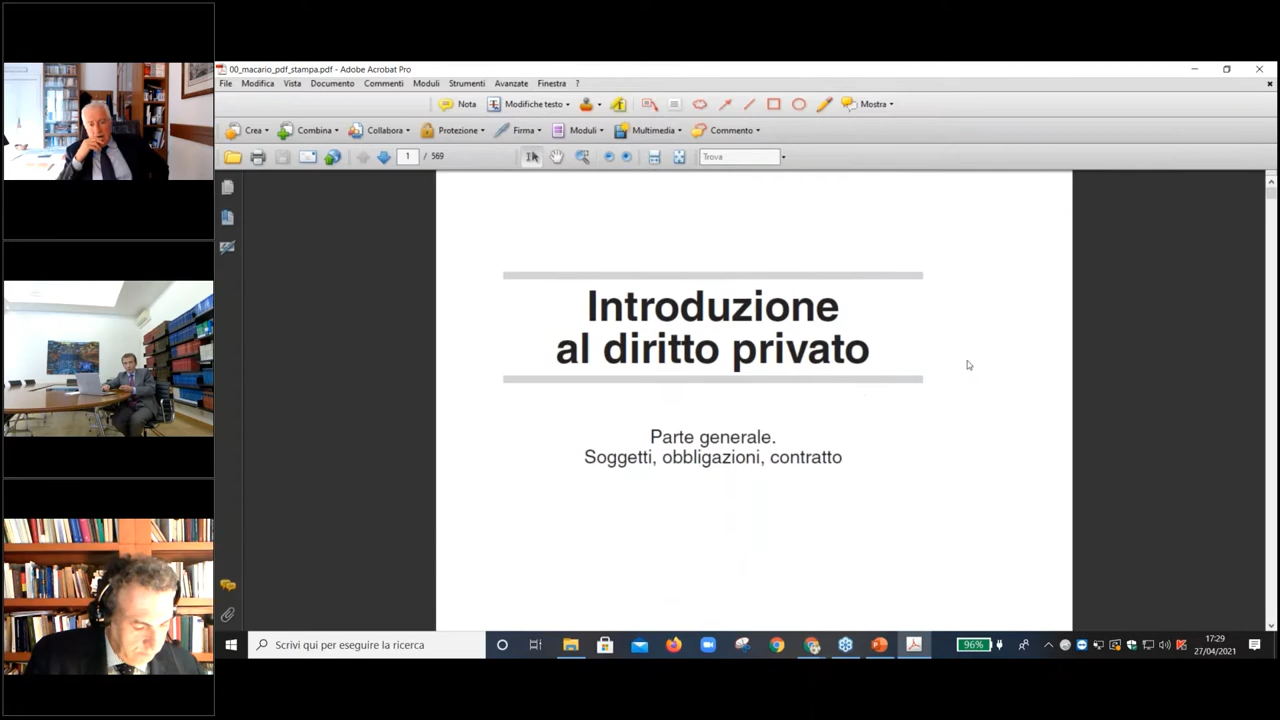 00_macario_pdf_stampa.pdf - Adobe Acrobat Pro
File Modifica Vista Documento Commenti Moduli Strumenti Avanzate Finestra ?
Nota Modifiche testo Mostra
Crea Combina Collabora Protezione Firma Moduli Multimedia Commento
1 / 569 Trova
Introduzione
al diritto privato
Parte generale.
Soggetti, obbligazioni, contratto
Scrivi qui per eseguire la ricerca 96% 17:29
27/04/2021